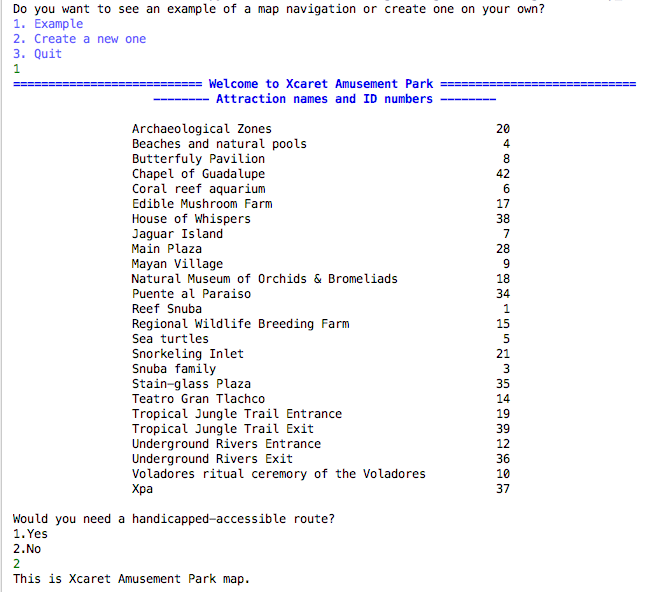 Do you want to see an example of a map navigation or create one on your own?
1. Example
2. Create a new one
3. Quit
1
=========================== Welcome to Xcaret Amusement Park ============================
-------- Attraction names and ID numbers --------
Archaeological Zones 20
Beaches and natural pools 4
Butterfuly Pavilion 8
Chapel of Guadalupe 42
Coral reef aquarium 6
Edible Mushroom Farm 17
House of Whispers 38
Jaguar Island 7
Main Plaza 28
Mayan Village 9
Natural Museum of Orchids & Bromeliads 18
Puente al Paraiso 34
Reef Snuba 1
Regional Wildlife Breeding Farm 15
Sea turtles 5
Snorkeling Inlet 21
Snuba family 3
Stain-glass Plaza 35
Teatro Gran Tlachco 14
Tropical Jungle Trail Entrance 19
Tropical Jungle Trail Exit 39
Underground Rivers Entrance 12
Underground Rivers Exit 36
Voladores ritual ceremony of the Voladores 10
Xpa 37
Would you need a handicapped-accessible route?
1.Yes
2.No
2
This is Xcaret Amusement Park map.